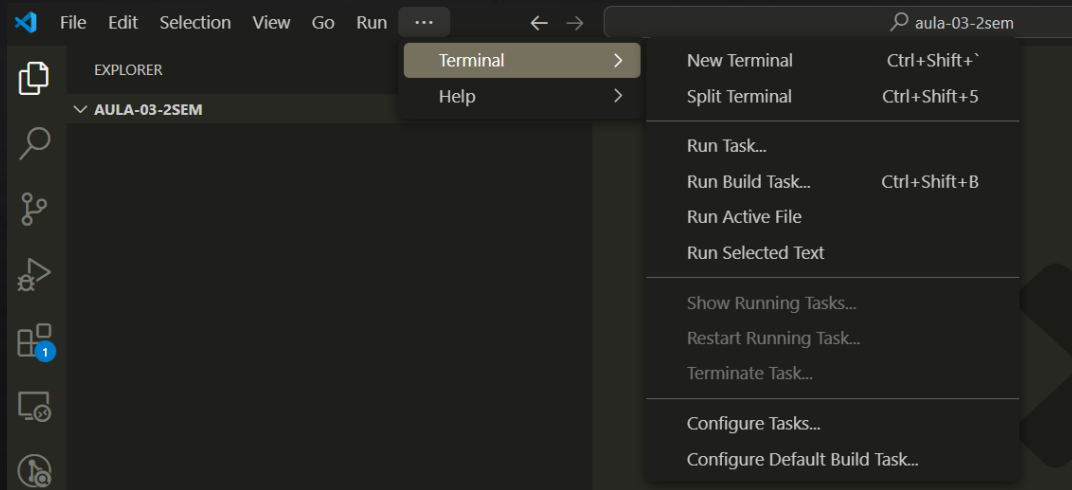 File Edit Selection View Go Run ··· ← → aula-03-2sem
EXPLORER
AULA-03-2SEM
1
Terminal
Help
New Terminal Ctrl+Shift+`
Split Terminal Ctrl+Shift+5
Run Task...
Run Build Task... Ctrl+Shift+B
Run Active File
Run Selected Text
Show Running Tasks...
Restart Running Task...
Terminate Task...
Configure Tasks...
Configure Default Build Task...